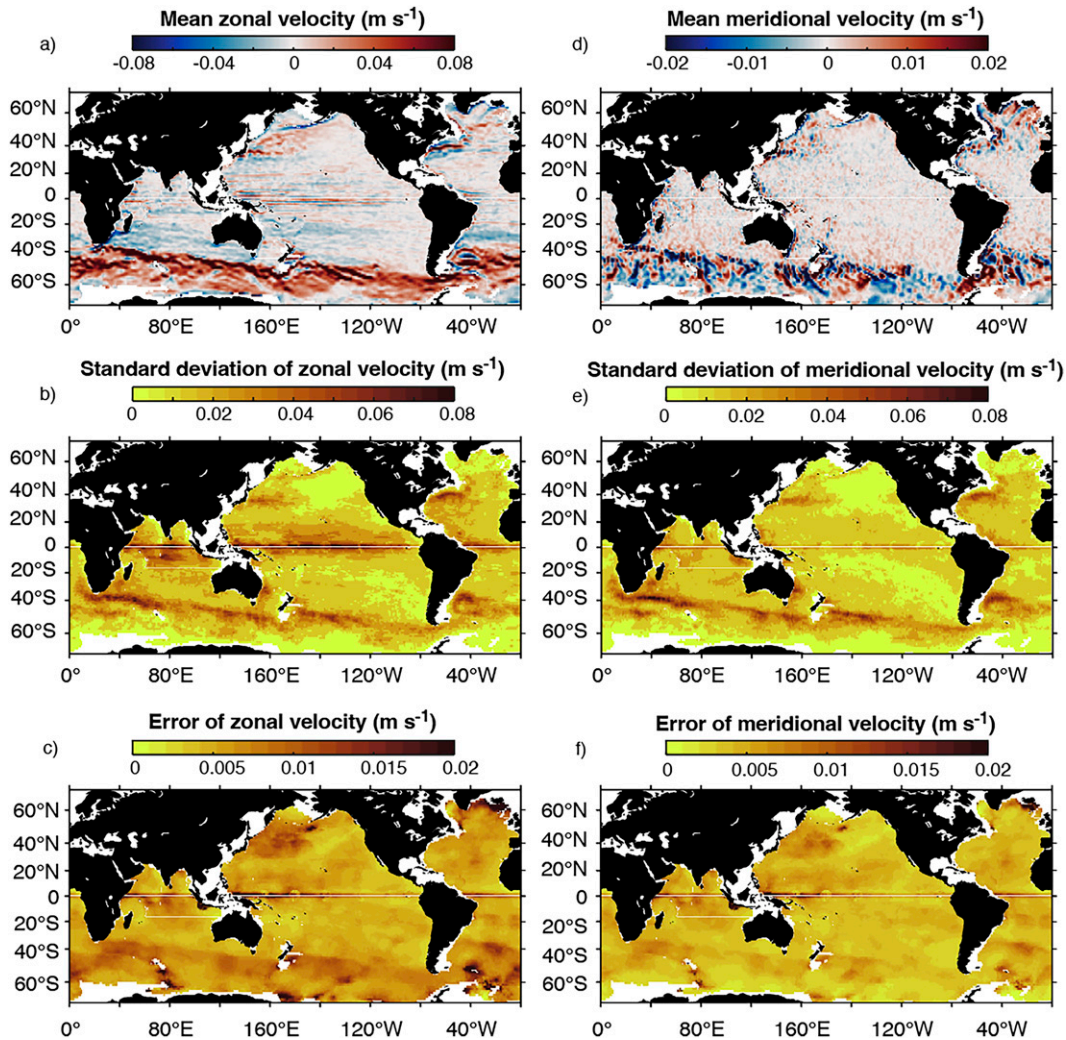 Mean zonal velocity (m s⁻¹)
a)
-0.08 -0.04 0 0.04 0.08
60°N
40°N
20°N
0
20°S
40°S
60°S
0° 80°E 160°E 120°W 40°W
Mean meridional velocity (m s⁻¹)
d)
-0.02 -0.01 0 0.01 0.02
60°N
40°N
20°N
0
20°S
40°S
60°S
0° 80°E 160°E 120°W 40°W
Standard deviation of zonal velocity (m s⁻¹)
b)
0 0.02 0.04 0.06 0.08
60°N
40°N
20°N
0
20°S
40°S
60°S
0° 80°E 160°E 120°W 40°W
Standard deviation of meridional velocity (m s⁻¹)
e)
0 0.02 0.04 0.06 0.08
60°N
40°N
20°N
0
20°S
40°S
60°S
0° 80°E 160°E 120°W 40°W
Error of zonal velocity (m s⁻¹)
c)
0 0.005 0.01 0.015 0.02
60°N
40°N
20°N
0
20°S
40°S
60°S
0° 80°E 160°E 120°W 40°W
Error of meridional velocity (m s⁻¹)
f)
0 0.005 0.01 0.015 0.02
60°N
40°N
20°N
0
20°S
40°S
60°S
0° 80°E 160°E 120°W 40°W